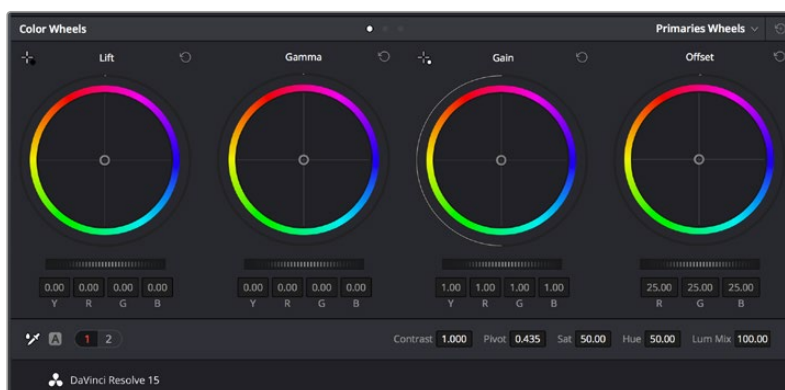 Color Wheels Primaries Wheels
Lift Gamma Gain Offset
0.00 0.00 0.00 0.00 0.00 0.00 0.00 0.00 1.00 1.00 1.00 1.00 25.00 25.00 25.00
Y R G B Y R G B Y R G B R G B
A 1 2 Contrast 1.000 Pivot 0.435 Sat 50.00 Hue 50.00 Lum Mix 100.00
DaVinci Resolve 15